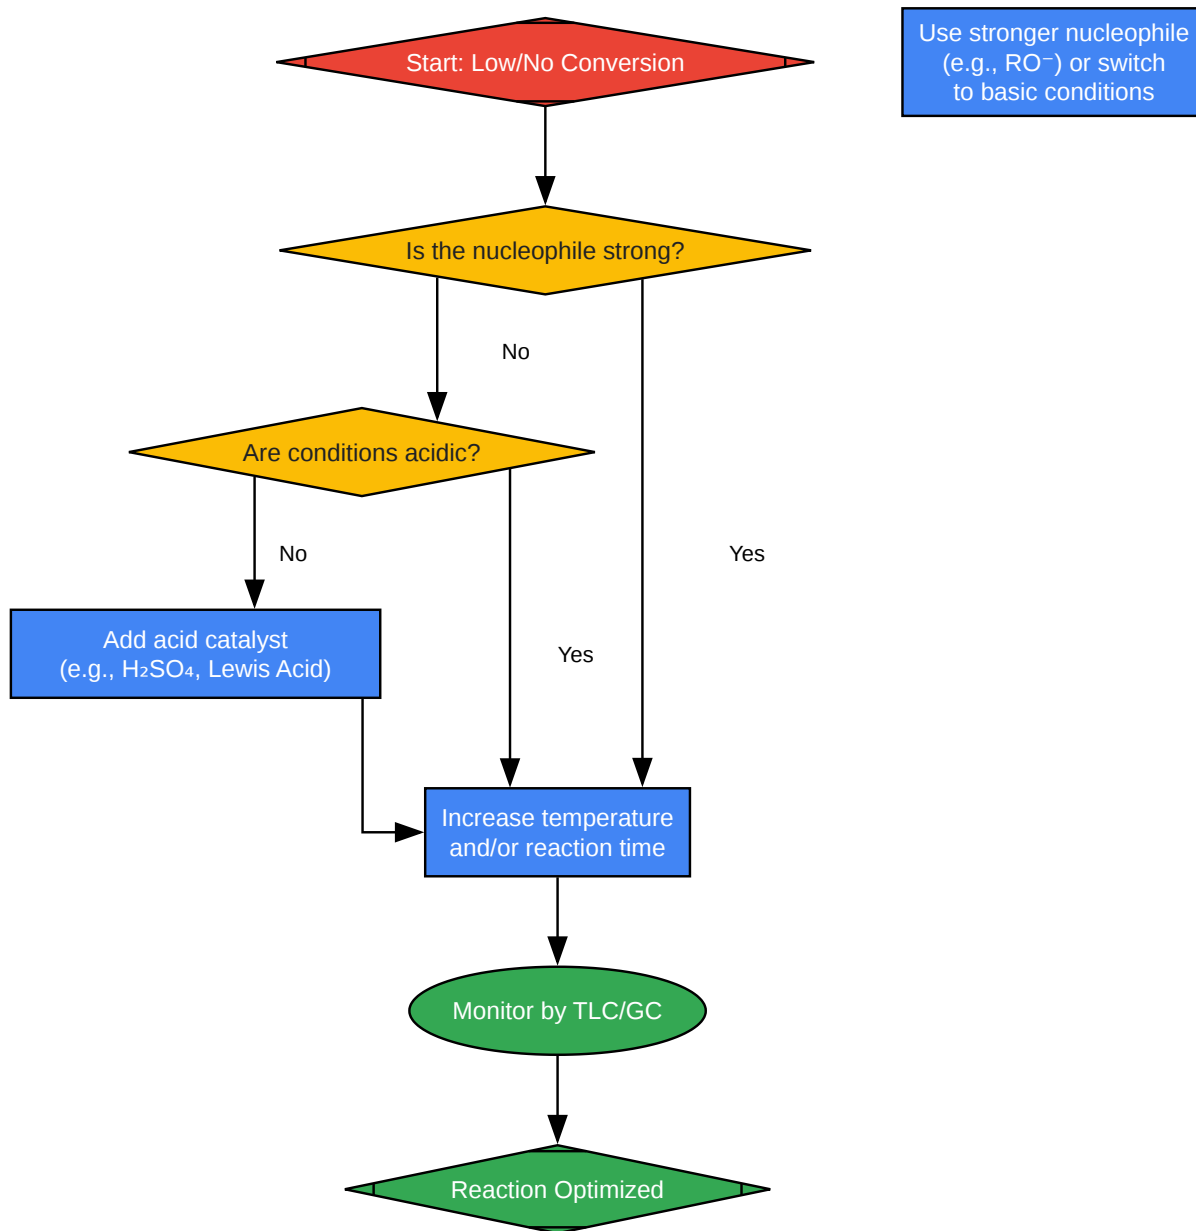 Start: Low/No Conversion
Use stronger nucleophile
(e.g., RO⁻) or switch
to basic conditions
Is the nucleophile strong?
No
Are conditions acidic?
No
Yes
Add acid catalyst
(e.g., H₂SO₄, Lewis Acid)
Yes
Increase temperature
and/or reaction time
Monitor by TLC/GC
Reaction Optimized